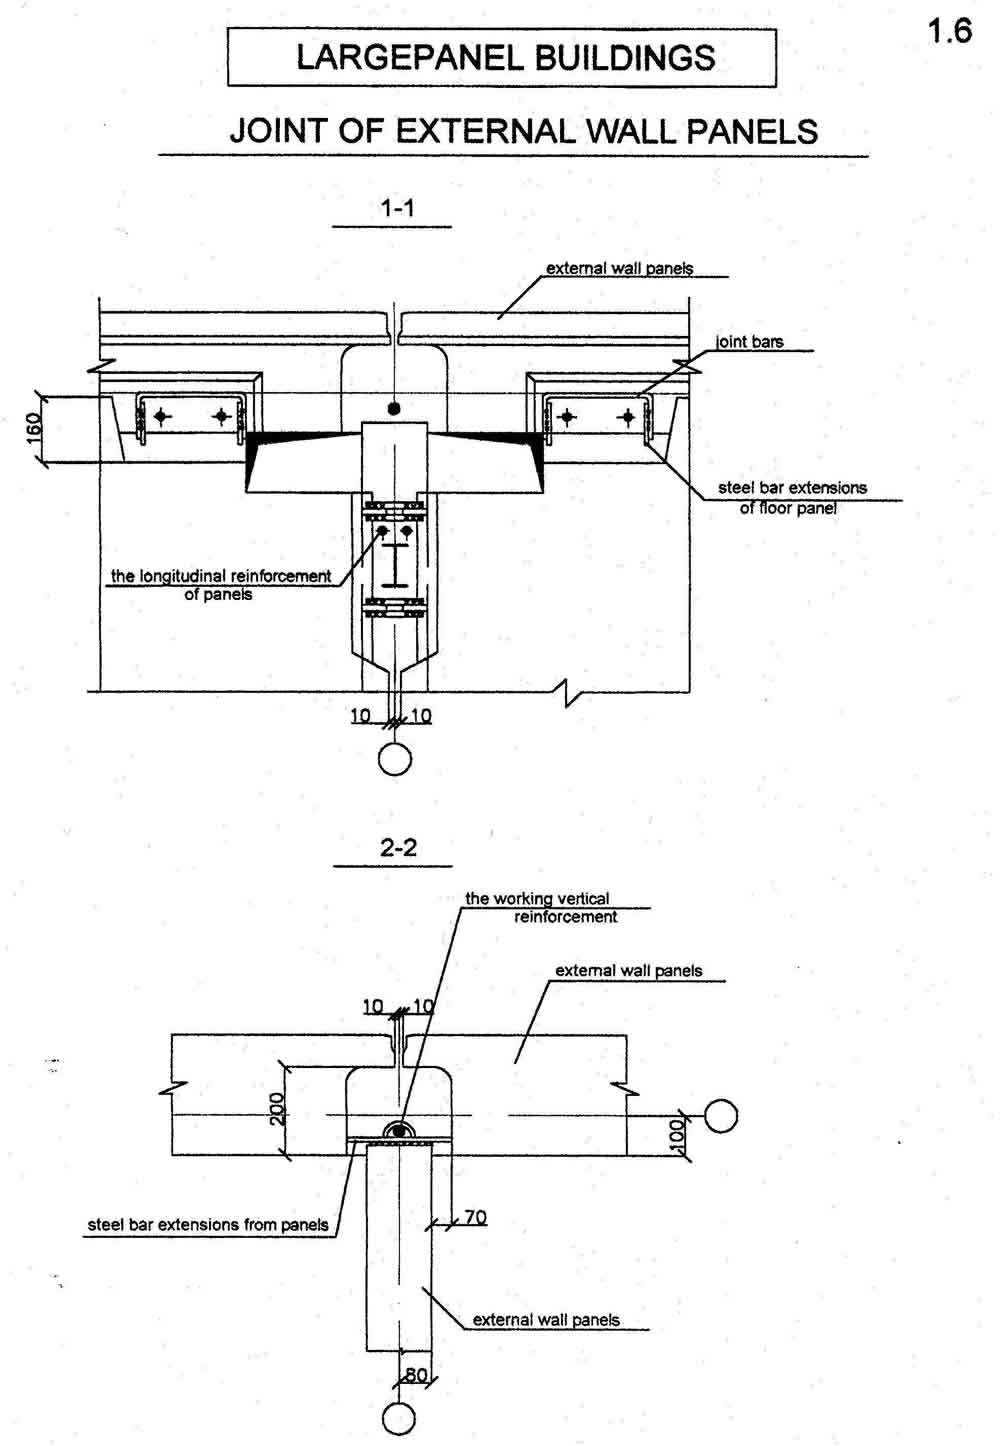 1.6
LARGEPANEL BUILDINGS
JOINT OF EXTERNAL WALL PANELS
1-1
external wall panels
joint bars
160
steel bar extensions
of floor panel
the longitudinal reinforcement
of panels
10 10
2-2
the working vertical
reinforcement
external wall panels
10 10
200
100
steel bar extensions from panels
70
external wall panels
80